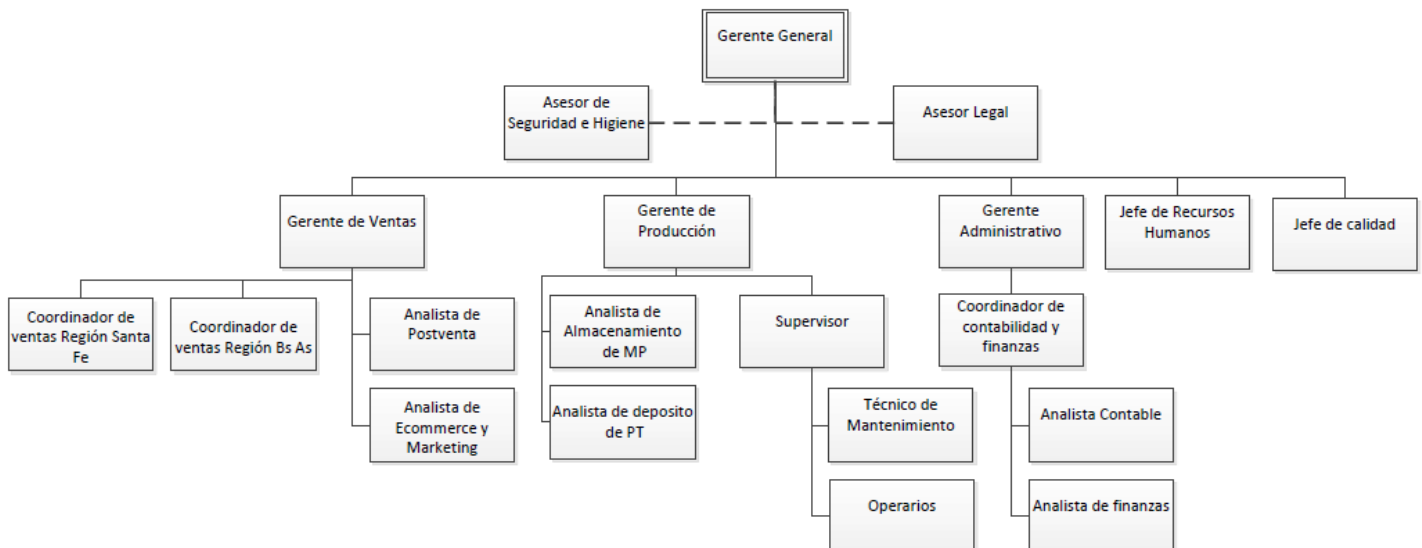 Gerente General
Asesor de
Seguridad e Higiene
Asesor Legal
Gerente de Ventas
Gerente de
Producción
Gerente
Administrativo
Jefe de Recursos
Humanos
Jefe de calidad
Coordinador de
ventas Región Santa
Fe
Coordinador de
ventas Región Bs As
Analista de
Postventa
Analista de
Almacenamiento
de MP
Supervisor
Coordinador de
contabilidad y
finanzas
Analista de
Ecommerce y
Marketing
Analista de deposito
de PT
Técnico de
Mantenimiento
Analista Contable
Operarios
Analista de finanzas